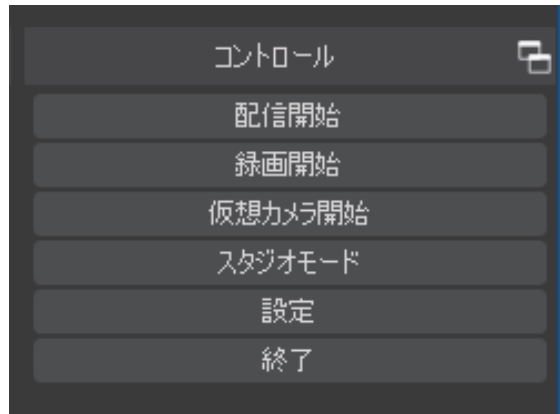 コントロール
配信開始
録画開始
仮想カメラ開始
スタジオモード
設定
終了